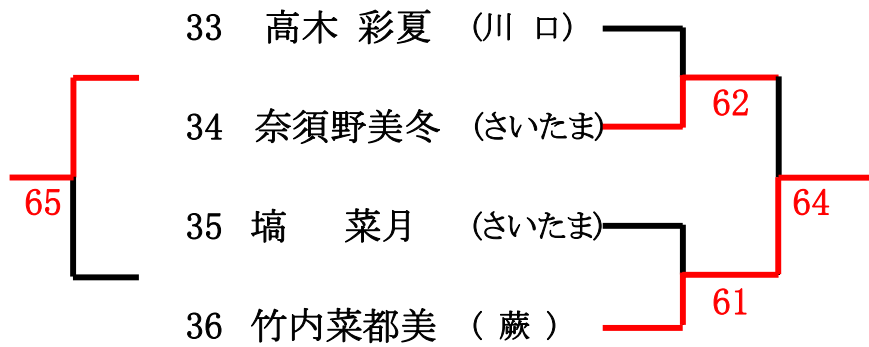 33 高木 彩夏 (川 口)
62
34 奈須野美冬 (さいたま)
65
64
35 塙 菜月 (さいたま)
61
36 竹内菜都美 ( 蕨 )